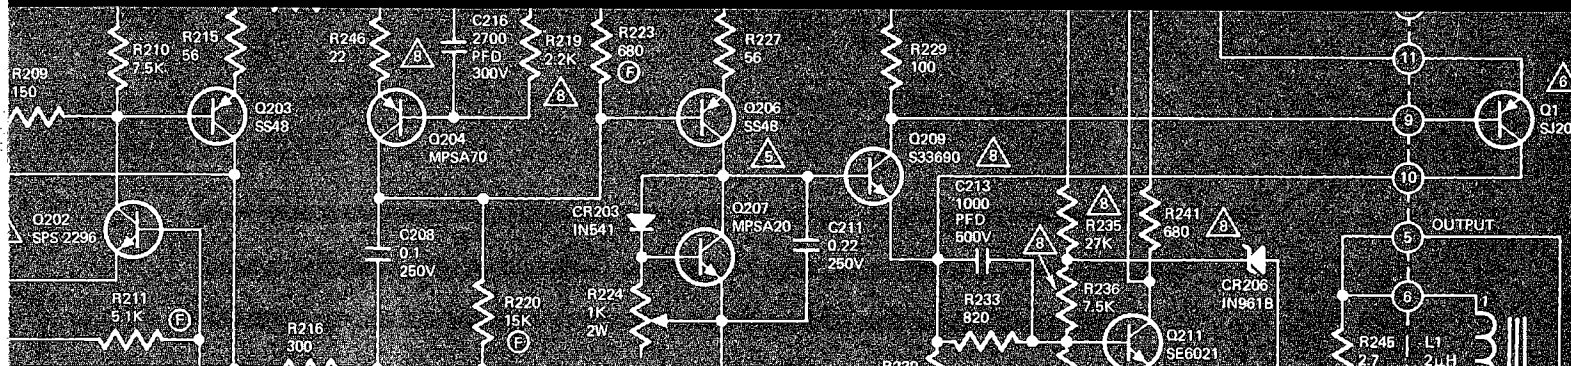 R209
150
R210
7.5K
R215
56
Q203
SS48
Q202
SPS 2296
R211
5.1K
F
R246
22
8
C216
2700
PFD
300V
R219
2.2K
8
R223
680
F
Q204
MPSA70
C208
0.1
250V
R216
300
R220
15K
F
R227
56
Q206
SS48
5
CR203
IN541
Q207
MPSA20
R224
1K
2W
C211
0.22
250V
R229
100
Q209
S33690
8
C213
1000
PFD
500V
8
R233
820
8
R235
27K
R236
7.5K
R241
680
8
CR206
IN961B
Q211
SE6021
11
9
10
5
OUTPUT
6
6
Q1
SJ20
1
R245
2.7
L1
2μH